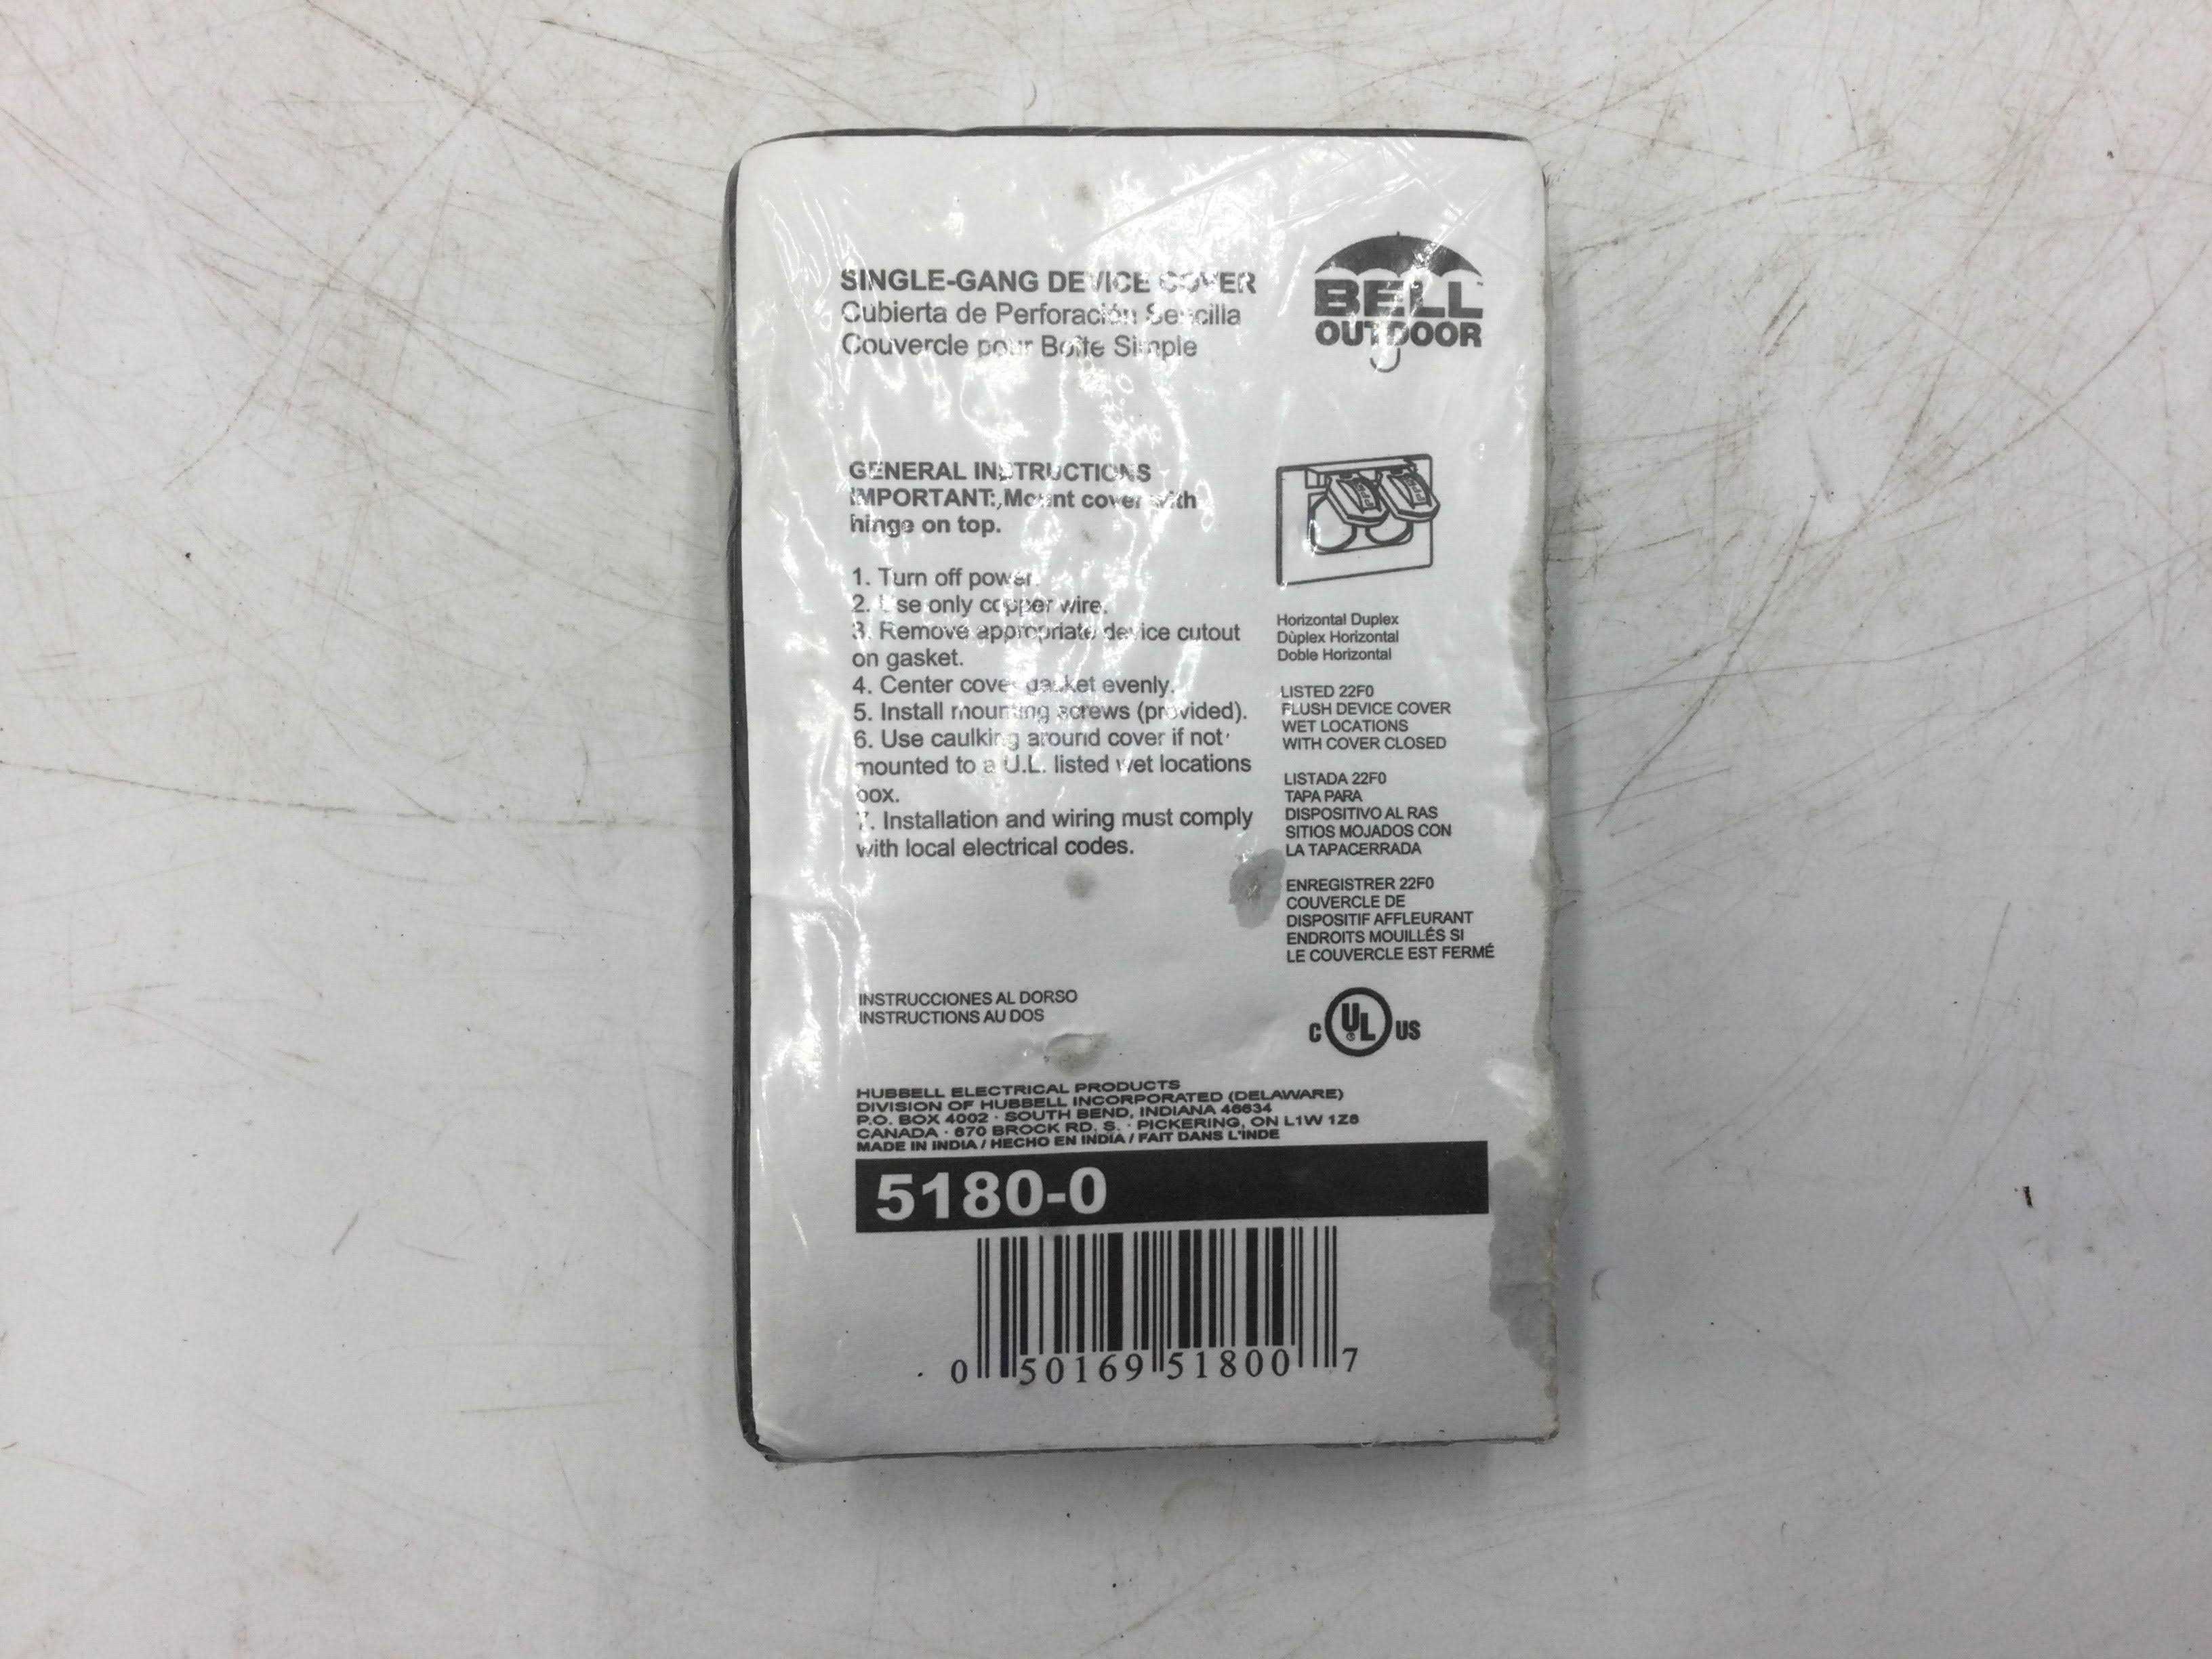 SINGLE-GANG DEVICE COVER
Cubierta de Perforación Sencilla
Couvercle pour Boîte Simple
BELL
OUTDOOR
GENERAL INSTRUCTIONS
IMPORTANT: Mount cover with
hinge on top.
1. Turn off power.
2. Use only copper wire.
3. Remove appropriate device cutout
on gasket.
4. Center cover gasket evenly.
5. Install mounting screws (provided).
6. Use caulking around cover if not
mounted to a U.L. listed wet locations
box.
7. Installation and wiring must comply
with local electrical codes.
Horizontal Duplex
Dùplex Horizontal
Doble Horizontal
LISTED 22F0
FLUSH DEVICE COVER
WET LOCATIONS
WITH COVER CLOSED
LISTADA 22F0
TAPA PARA
DISPOSITIVO AL RAS
SITIOS MOJADOS CON
LA TAPACERRADA
ENREGISTRER 22F0
COUVERCLE DE
DISPOSITIF AFFLEURANT
ENDROITS MOUILLÉS SI
LE COUVERCLE EST FERMÉ
INSTRUCCIONES AL DORSO
INSTRUCTIONS AU DOS
C UL® US
HUBBELL ELECTRICAL PRODUCTS
DIVISION OF HUBBELL INCORPORATED (DELAWARE)
P.O. BOX 4002 · SOUTH BEND, INDIANA 46634
CANADA · 870 BROCK RD. S. · PICKERING, ON L1W 1Z8
MADE IN INDIA / HECHO EN INDIA / FAIT DANS L'INDE
5180-0
0 50169 51800 7